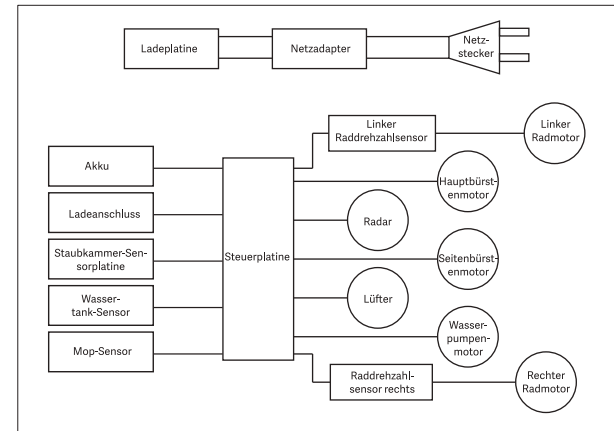 Ladeplatine
Netzadapter
Netz-
stecker
Linker
Raddrehzahlsensor
Linker
Radmotor
Akku
Hauptbürst-
enmotor
Ladeanschluss
Radar
Staubkammer-Sen-
sorplatine
Steuerplatine
Seitenbürst-
enmotor
Wasser-
tank-Sensor
Lüfter
Wasser-
pumpen-
motor
Mop-Sensor
Raddrehzahl-
sensor rechts
Rechter
Radmotor